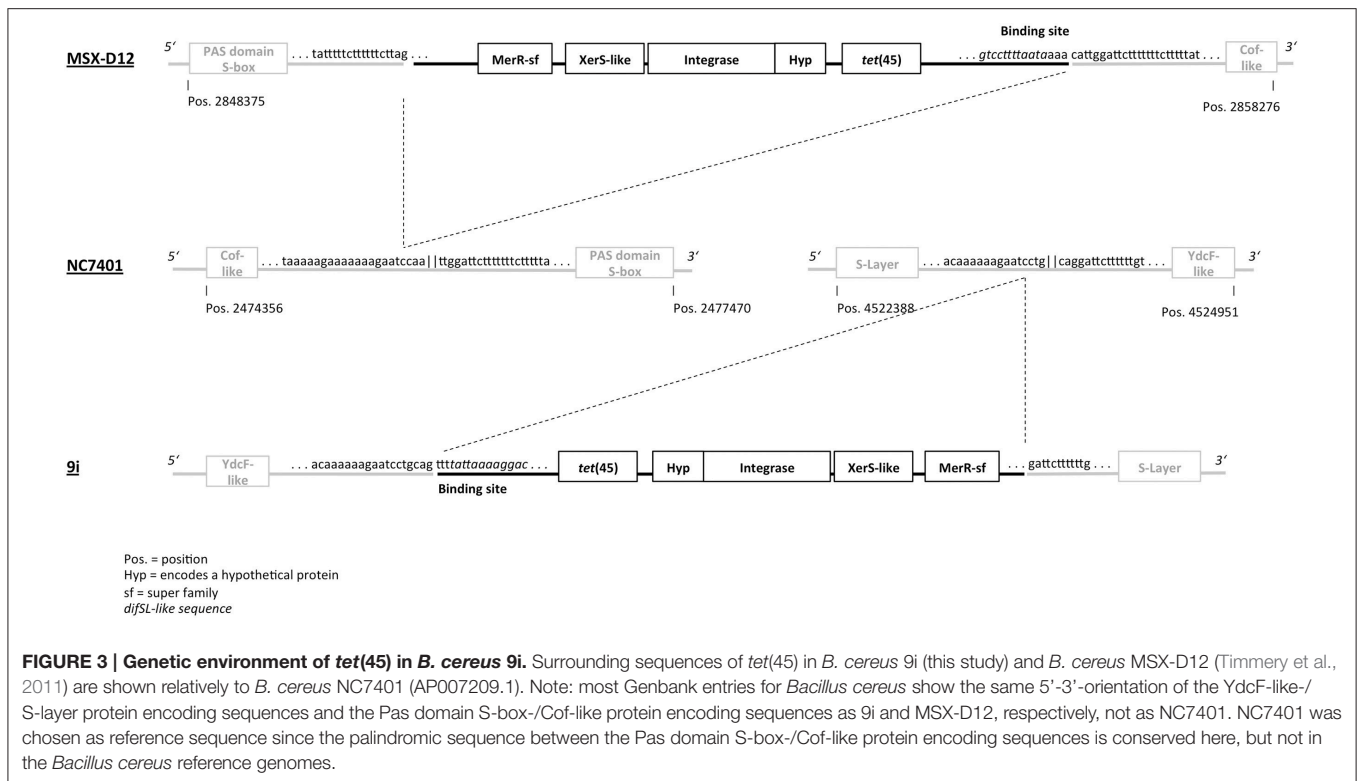 Binding site
5‘ PAS domain S-box ...tatttttcttttttcttag ... MerR-sf XerS-like Integrase Hyp tet(45) ...gtccttttaataaaac cattggattctttttttctttttat ... Cof-like 3‘
MSX-D12
Pos. 2848375 Pos. 2858276
5‘ Cof-like ...taaaaagaaaaaaagaatccaa||ttggattctttttttctttttta ... PAS domain S-box 3‘ 5‘ S-Layer ...acaaaaaagaatcctg||caggattcttttttgt ... YdcF-like 3‘
NC7401
Pos. 2474356 Pos. 2477470 Pos. 4522388 Pos. 4524951
5‘ YdcF-like ...acaaaaaagaatcctgcag ttttattaaaaggac ... tet(45) Hyp Integrase XerS-like MerR-sf ...gattcttttttg ... S-Layer 3‘
9i
Binding site
Pos. = position
Hyp = encodes a hypothetical protein
sf = super family
difSL-like sequence
FIGURE 3 | Genetic environment of tet(45) in B. cereus 9i. Surrounding sequences of tet(45) in B. cereus 9i (this study) and B. cereus MSX-D12 (Timmery et al.,
2011) are shown relatively to B. cereus NC7401 (AP007209.1). Note: most Genbank entries for Bacillus cereus show the same 5'-3'-orientation of the YdcF-like-/
S-layer protein encoding sequences and the Pas domain S-box-/Cof-like protein encoding sequences as 9i and MSX-D12, respectively, not as NC7401. NC7401 was
chosen as reference sequence since the palindromic sequence between the Pas domain S-box-/Cof-like protein encoding sequences is conserved here, but not in
the Bacillus cereus reference genomes.